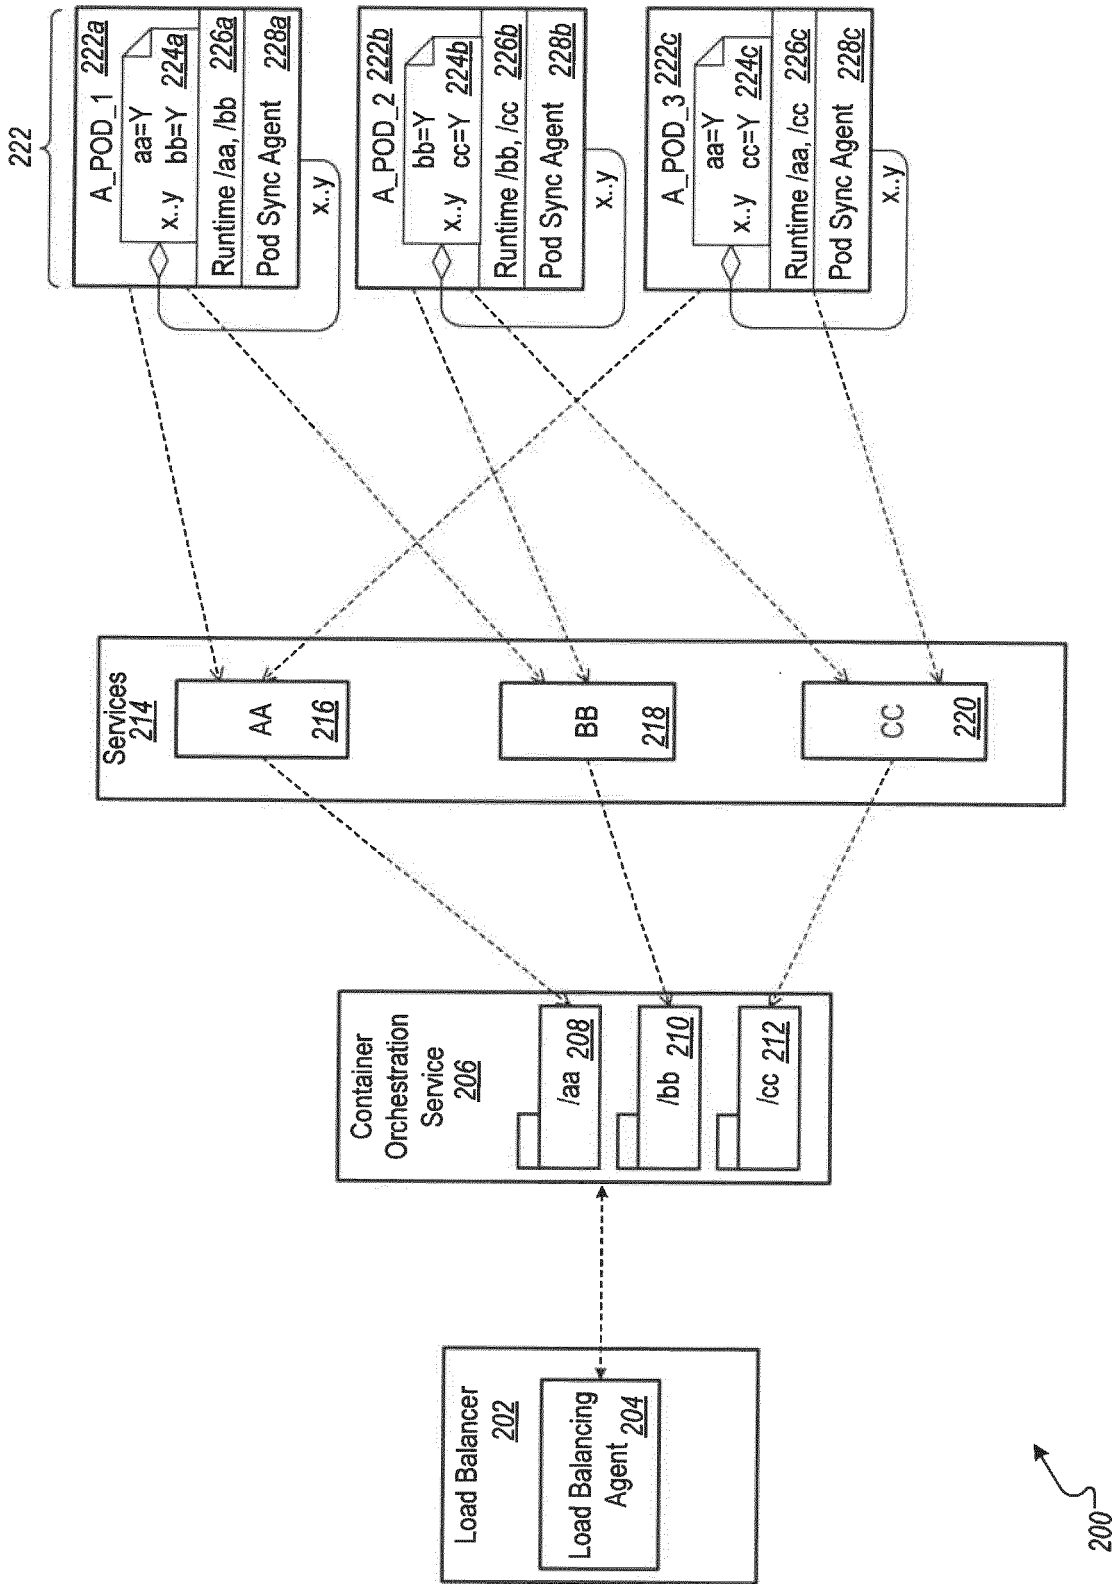 200
Load Balancer
202
Load Balancing
Agent
204
Container
Orchestration
Service
206
/aa 208
/bb 210
/cc 212
Services
214
AA
216
BB
218
CC
220
222
A_POD_1 222a
aa=Y
x..y bb=Y 224a
Runtime /aa, /bb 226a
Pod Sync Agent 228a
x..y
A_POD_2 222b
bb=Y
x..y cc=Y 224b
Runtime /bb, /cc 226b
Pod Sync Agent 228b
x..y
A_POD_3 222c
aa=Y
x..y cc=Y 224c
Runtime /aa, /cc 226c
Pod Sync Agent 228c
x..y